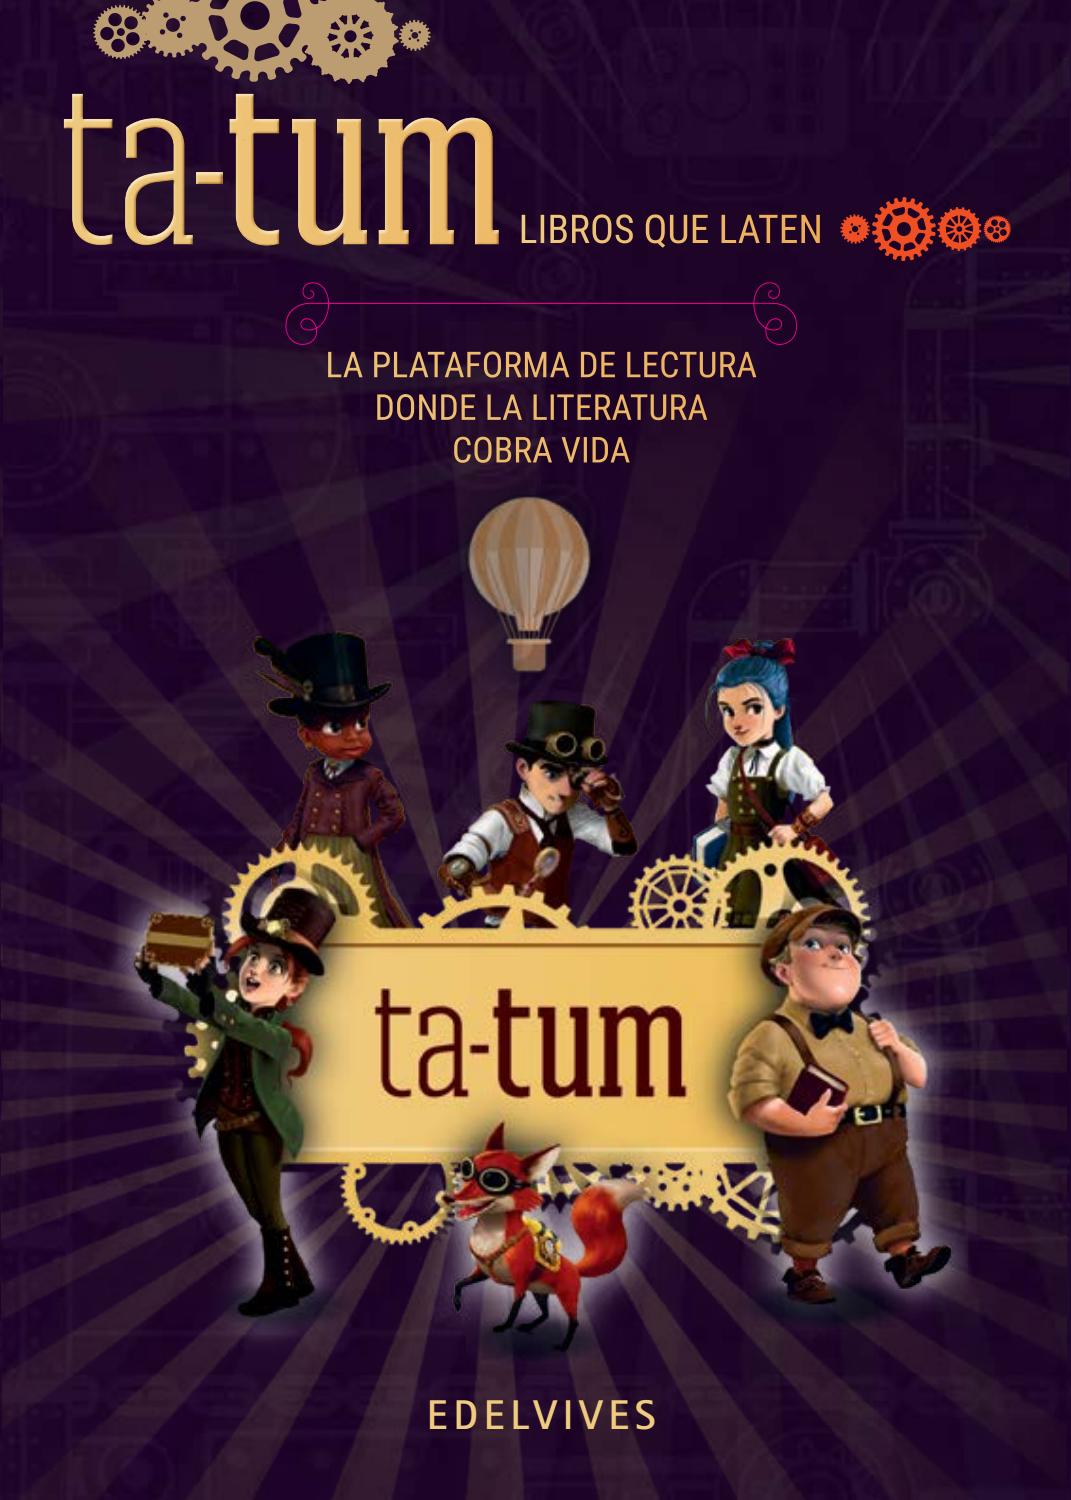 ta-tum LIBROS QUE LATEN
LA PLATAFORMA DE LECTURA
DONDE LA LITERATURA
COBRA VIDA
ta-tum
EDELVIVES